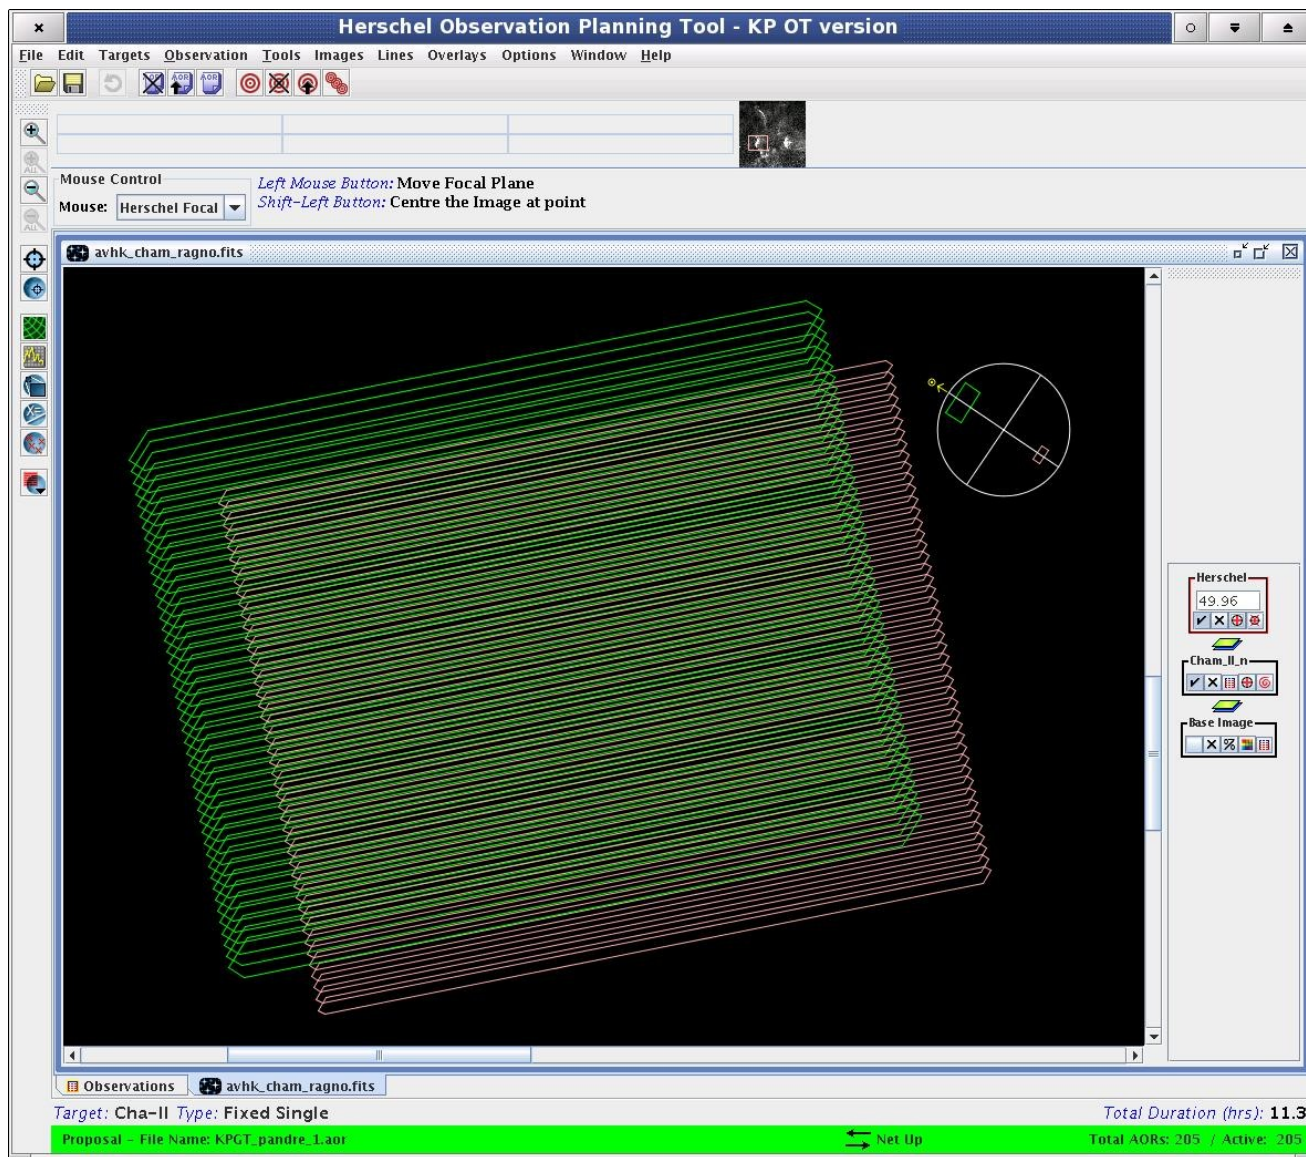 Herschel Observation Planning Tool - KP OT version
File Edit Targets Observation Tools Images Lines Overlays Options Window Help
Mouse Control
Mouse: Herschel Focal
Left Mouse Button: Move Focal Plane
Shift-Left Button: Centre the Image at point
avhk_cham_ragno.fits
Herschel
49.96
Cham_II_n
Base Image
Observations avhk_cham_ragno.fits
Target: Cha-II Type: Fixed Single Total Duration (hrs): 11.3
Proposal - File Name: KPGT_pandre_1.aor Net Up Total AORs: 205 / Active: 205